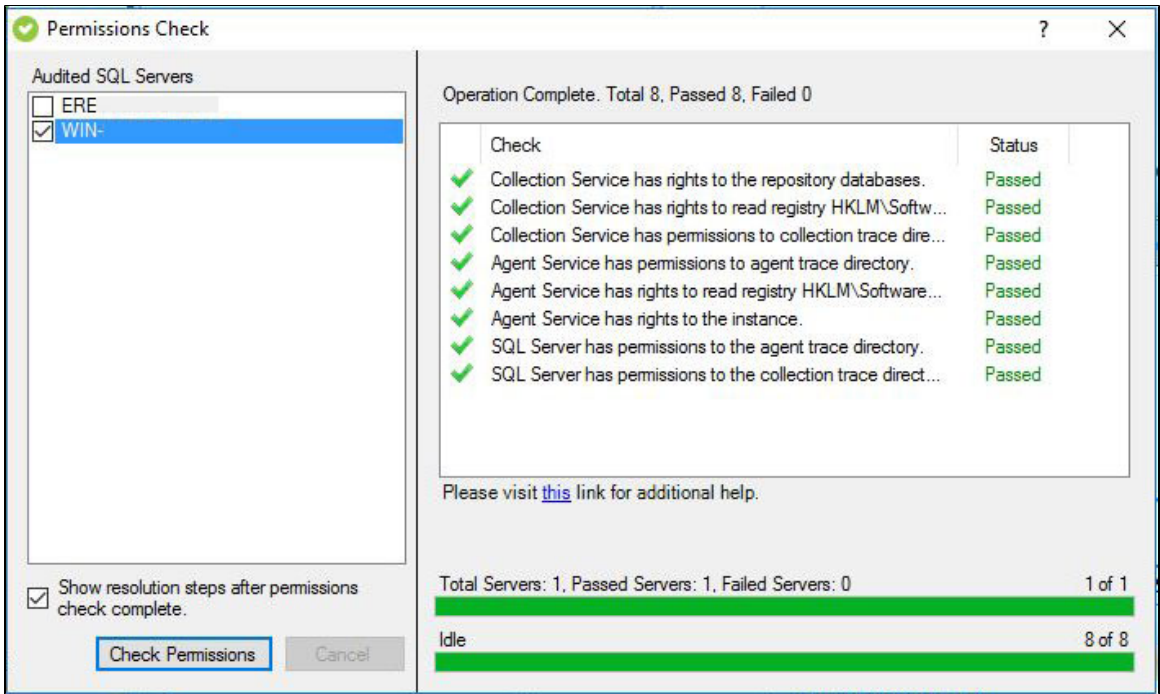 Permissions Check
?
Audited SQL Servers
ERE
WIN-
Show resolution steps after permissions
check complete.
Check Permissions
Cancel
Operation Complete. Total 8, Passed 8, Failed 0
Check Status
Collection Service has rights to the repository databases. Passed
Collection Service has rights to read registry HKLM\Softw... Passed
Collection Service has permissions to collection trace dire... Passed
Agent Service has permissions to agent trace directory. Passed
Agent Service has rights to read registry HKLM\Software... Passed
Agent Service has rights to the instance. Passed
SQL Server has permissions to the agent trace directory. Passed
SQL Server has permissions to the collection trace direct... Passed
Please visit this link for additional help.
Total Servers: 1, Passed Servers: 1, Failed Servers: 0 1 of 1
Idle 8 of 8